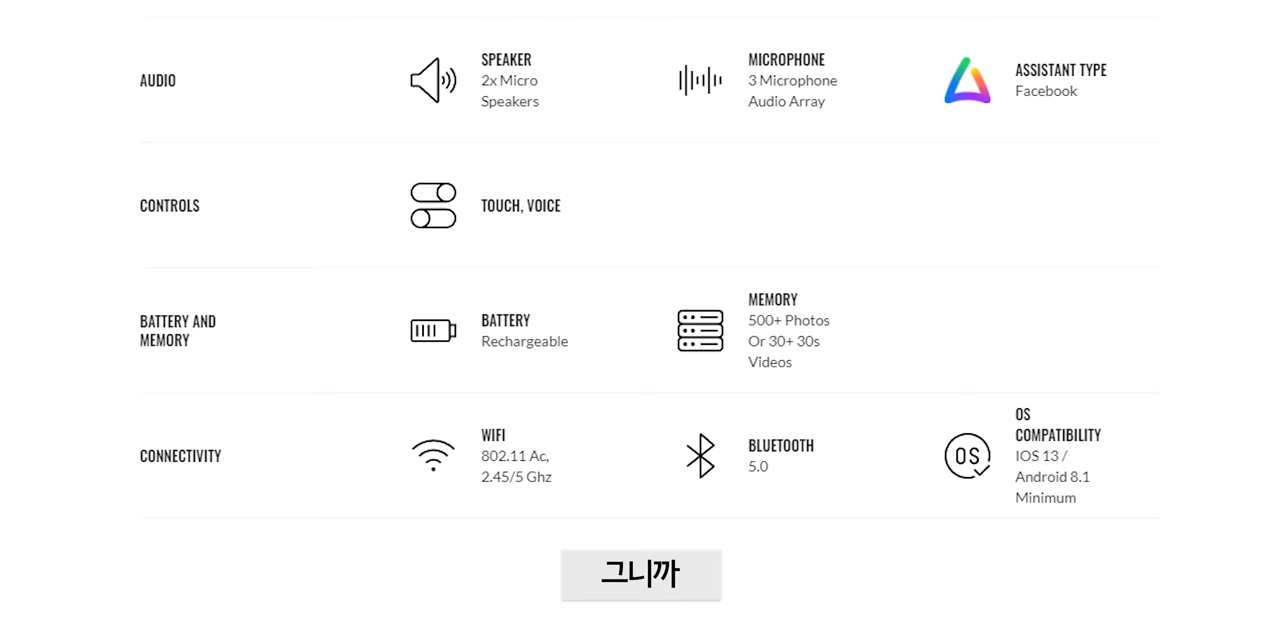 AUDIO
SPEAKER
2x Micro
Speakers
MICROPHONE
3 Microphone
Audio Array
ASSISTANT TYPE
Facebook
CONTROLS
TOUCH, VOICE
BATTERY AND
MEMORY
BATTERY
Rechargeable
MEMORY
500+ Photos
Or 30+ 30s
Videos
CONNECTIVITY
WIFI
802.11 Ac,
2.45/5 Ghz
BLUETOOTH
5.0
OS
OS
COMPATIBILITY
IOS 13 /
Android 8.1
Minimum
그니까